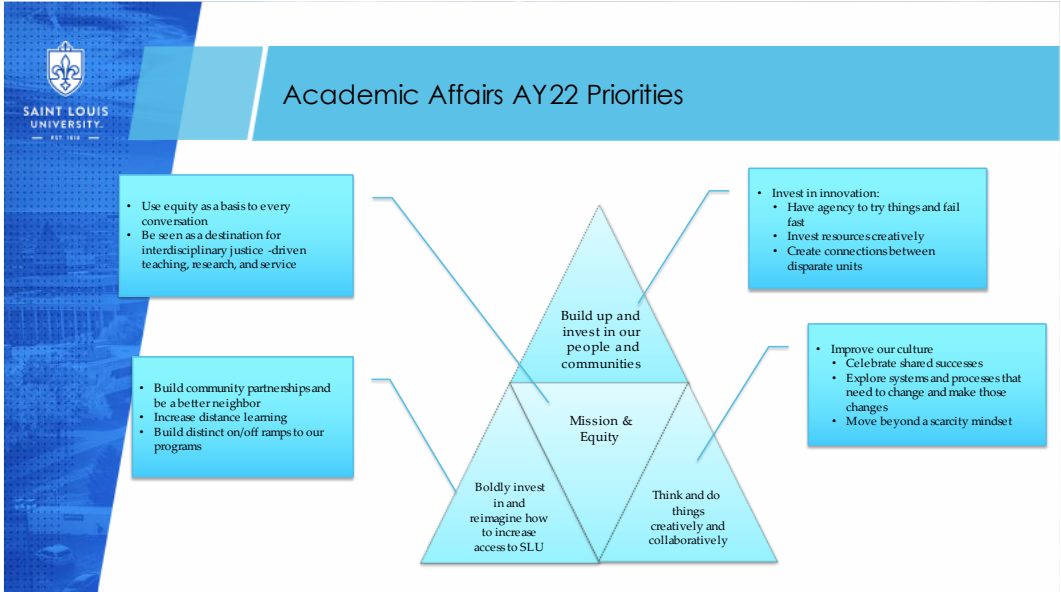 SAINT LOUIS
UNIVERSITY.
EST. 1818
Academic Affairs AY22 Priorities
• Use equity as a basis to every
conversation
• Be seen as a destination for
interdisciplinary justice -driven
teaching, research, and service
• Build community partnerships and
be a better neighbor
• Increase distance learning
• Build distinct on/off ramps to our
programs
Build up and
invest in our
people and
communities
Mission &
Equity
Boldly invest
in and
reimagine how
to increase
access to SLU
Think and do
things
creatively and
collaboratively
• Invest in innovation:
• Have agency to try things and fail
fast
• Invest resources creatively
• Create connections between
disparate units
• Improve our culture
• Celebrate shared successes
• Explore systems and processes that
need to change and make those
changes
• Move beyond a scarcity mindset